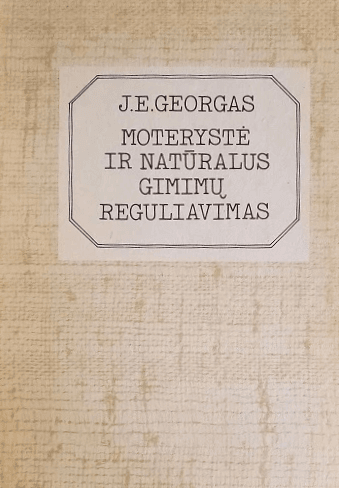 J.E.GEORGAS
MOTERYSTĖ
IR NATŪRALUS
GIMIMŲ
REGULIAVIMAS